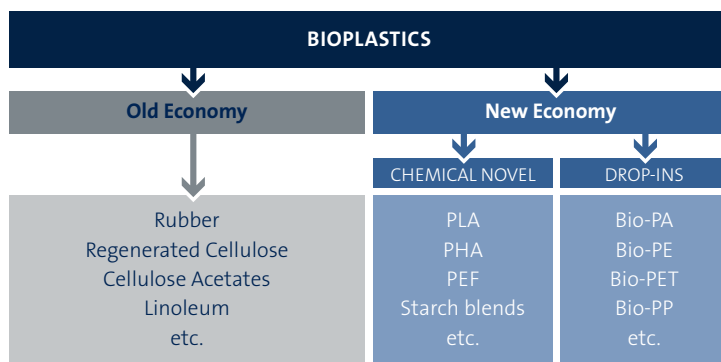 BIOPLASTICS
Old Economy
New Economy
CHEMICAL NOVEL
DROP-INS
Rubber
Regenerated Cellulose
Cellulose Acetates
Linoleum
etc.
PLA
PHA
PEF
Starch blends
etc.
Bio-PA
Bio-PE
Bio-PET
Bio-PP
etc.